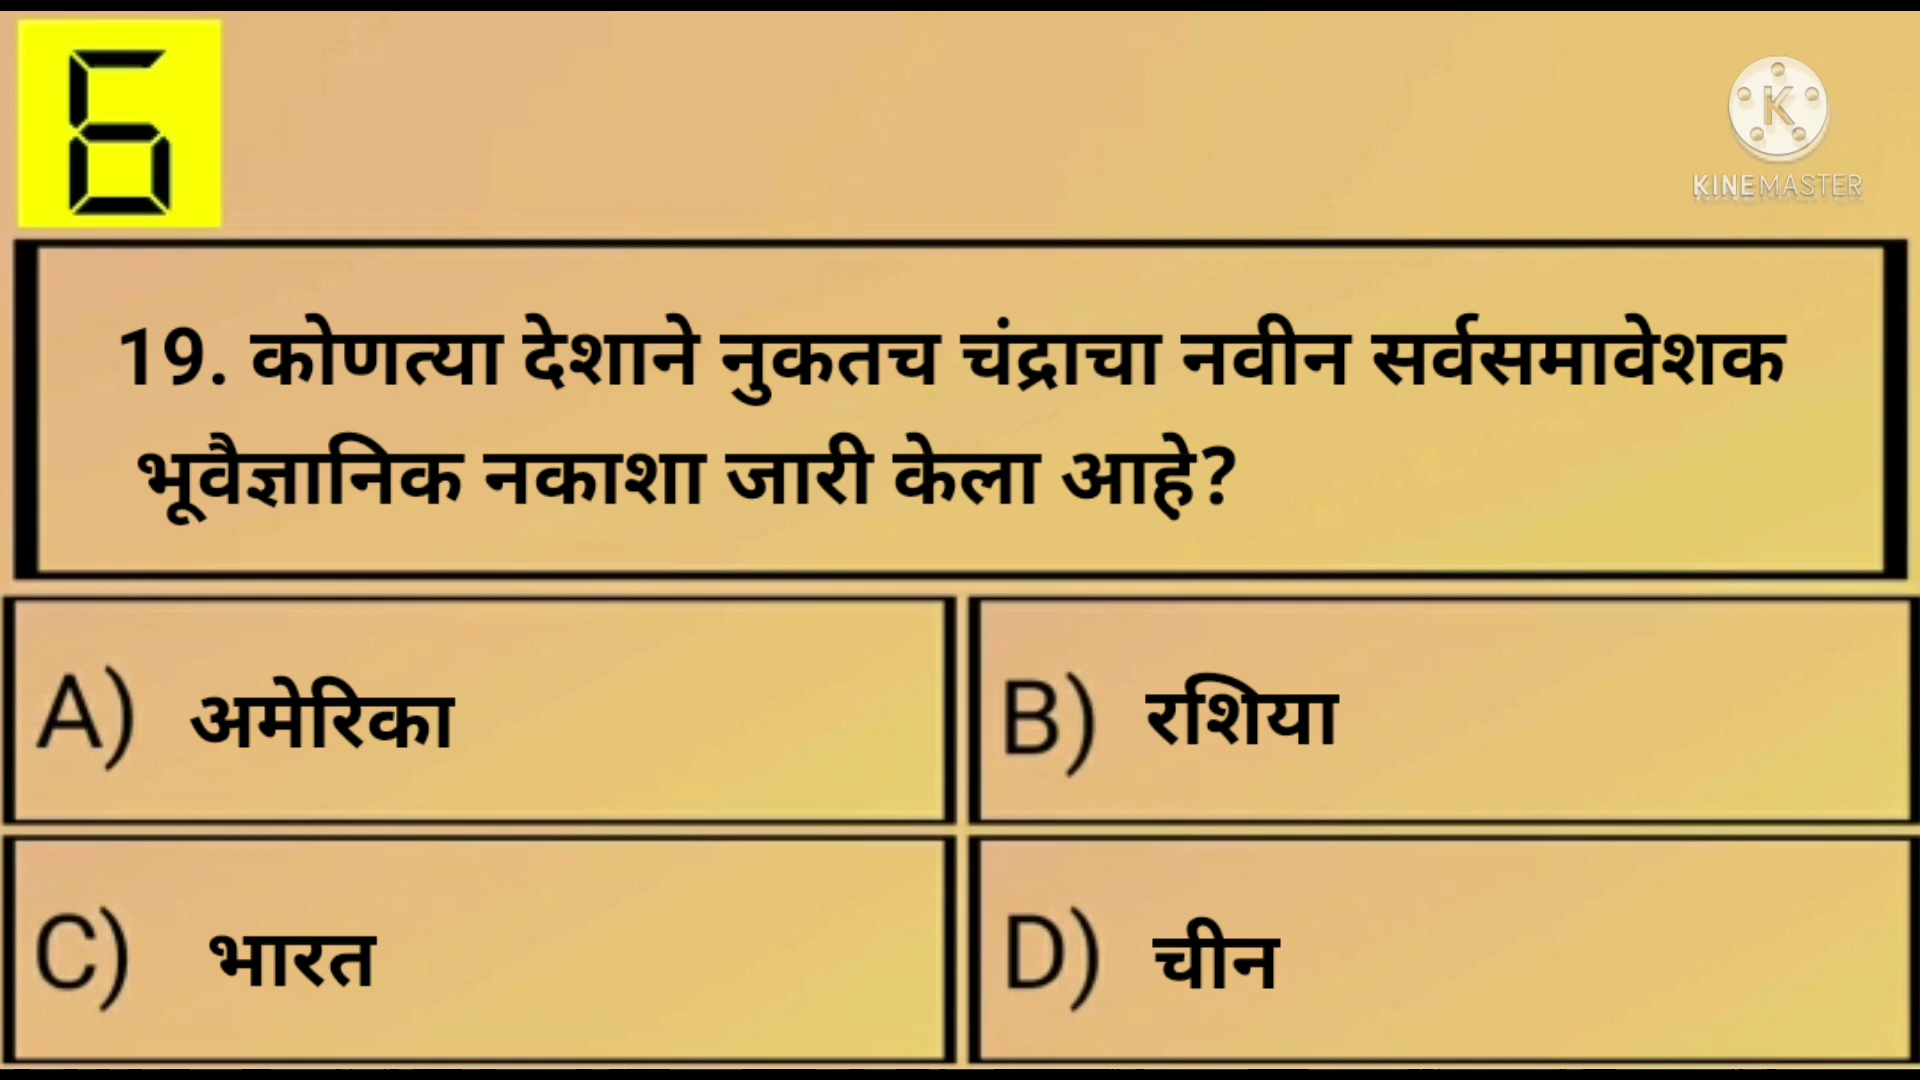 6
KINEMASTER
19. कोणत्या देशाने नुकतच चंद्राचा नवीन सर्वसमावेशक
भूवैज्ञानिक नकाशा जारी केला आहे?
A) अमेरिका
B) रशिया
C) भारत
D) चीन